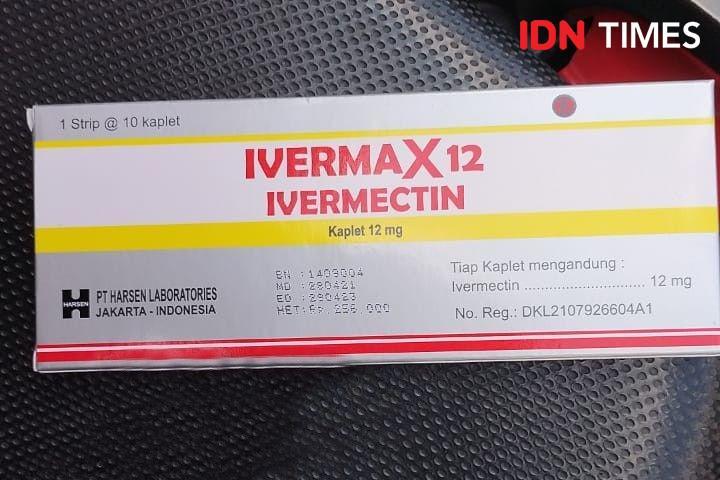 IDN TIMES
1 Strip @ 10 kaplet
IVERMAX 12
IVERMECTIN
Kaplet 12 mg
HARSEN
PT HARSEN LABORATORIES
JAKARTA - INDONESIA
BN : 1409004
MD : 290421
ED : 290423
HET: Rp. 256.000
Tiap Kaplet mengandung :
Ivermectin ............................. 12 mg
No. Reg.: DKL2107926604A1